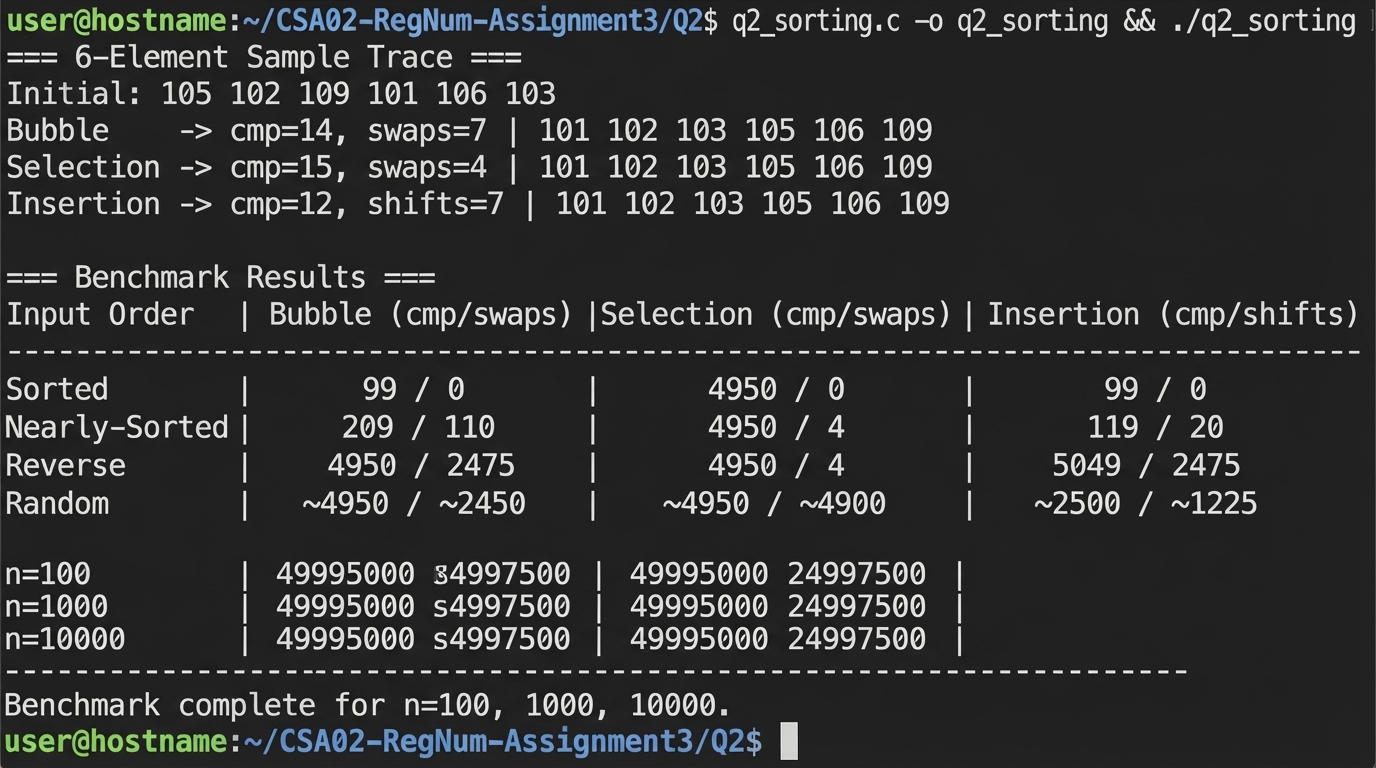 user@hostname:~/CSA02-RegNum-Assignment3/Q2$ q2_sorting.c -o q2_sorting && ./q2_sorting
=== 6-Element Sample Trace ===
Initial: 105 102 109 101 106 103
Bubble    -> cmp=14, swaps=7 | 101 102 103 105 106 109
Selection -> cmp=15, swaps=4 | 101 102 103 105 106 109
Insertion -> cmp=12, shifts=7 | 101 102 103 105 106 109
=== Benchmark Results ===
Input Order | Bubble (cmp/swaps) |Selection (cmp/swaps) | Insertion (cmp/shifts)
--------------------------------------------------------------------------------
Sorted | 99 / 0 | 4950 / 0 | 99 / 0
Nearly-Sorted | 209 / 110 | 4950 / 4 | 119 / 20
Reverse | 4950 / 2475 | 4950 / 4 | 5049 / 2475
Random | ~4950 / ~2450 | ~4950 / ~4900 | ~2500 / ~1225
n=100 | 49995000 4997500 | 49995000 24997500 |
n=1000 | 49995000 s4997500 | 49995000 24997500 |
n=10000 | 49995000 s4997500 | 49995000 24997500 |
----------------------------------------------------------------------
Benchmark complete for n=100, 1000, 10000.
user@hostname:~/CSA02-RegNum-Assignment3/Q2$